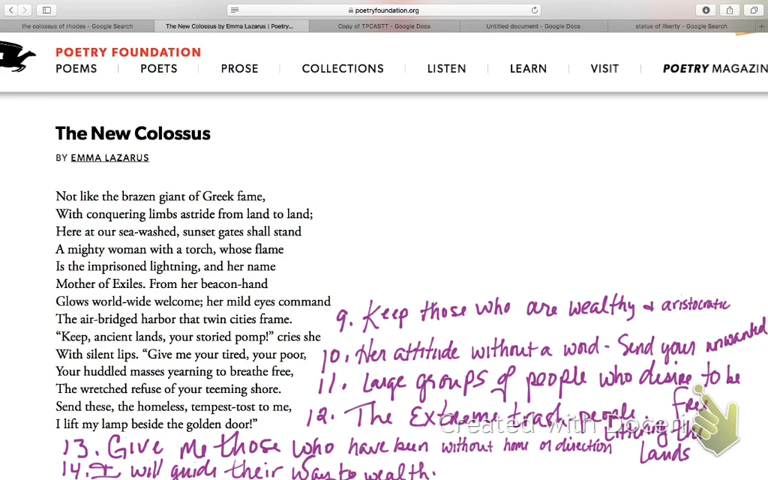 poetryfoundation.org
the colossus of rhodes - Google Search
The New Colossus by Emma Lazarus | Poetry...
Copy of TPCASTT - Google Docs
Untitled document - Google Docs
statue of liberty - Google Search
POETRY FOUNDATION
POEMS POETS PROSE COLLECTIONS LISTEN LEARN VISIT POETRY MAGAZIN
The New Colossus
BY EMMA LAZARUS
Not like the brazen giant of Greek fame,
With conquering limbs astride from land to land;
Here at our sea-washed, sunset gates shall stand
A mighty woman with a torch, whose flame
Is the imprisoned lightning, and her name
Mother of Exiles. From her beacon-hand
Glows world-wide welcome; her mild eyes command
The air-bridged harbor that twin cities frame.
“Keep, ancient lands, your storied pomp!” cries she
With silent lips. “Give me your tired, your poor,
Your huddled masses yearning to breathe free,
The wretched refuse of your teeming shore.
Send these, the homeless, tempest-tost to me,
I lift my lamp beside the golden door!”
9. Keep those who are wealthy & aristocratic
10. Her attitude without a word - Send your unwanted
11. Large groups of people who desire to be
free
12. The Extreme trash people
littering the
lands
13. Give me those who have been without home or direction
14. I will guide their way to wealth.
Created with